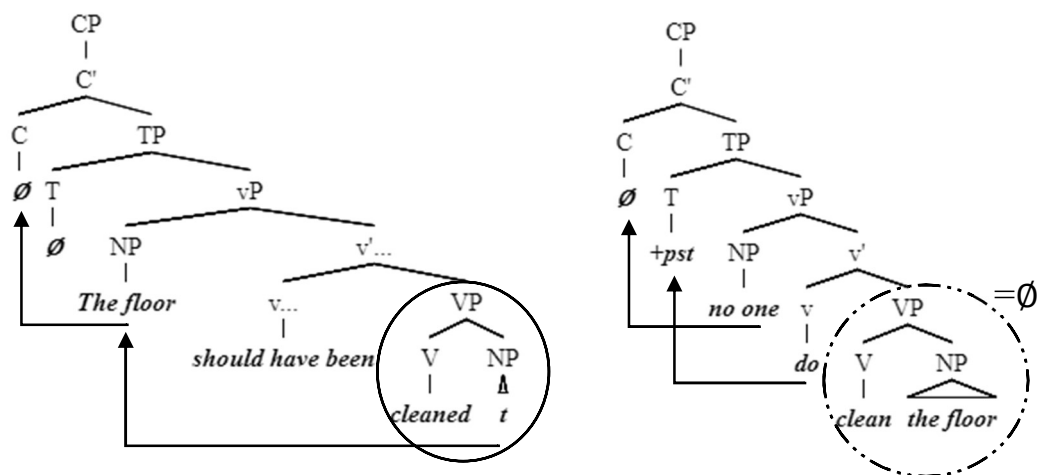 CP
C'
C TP
Ø T vP
Ø NP v'...
The floor v... VP
should have been V NP
cleaned t
CP
C'
C TP
Ø T vP
+pst NP v'
no one v VP =Ø
do V NP
clean the floor